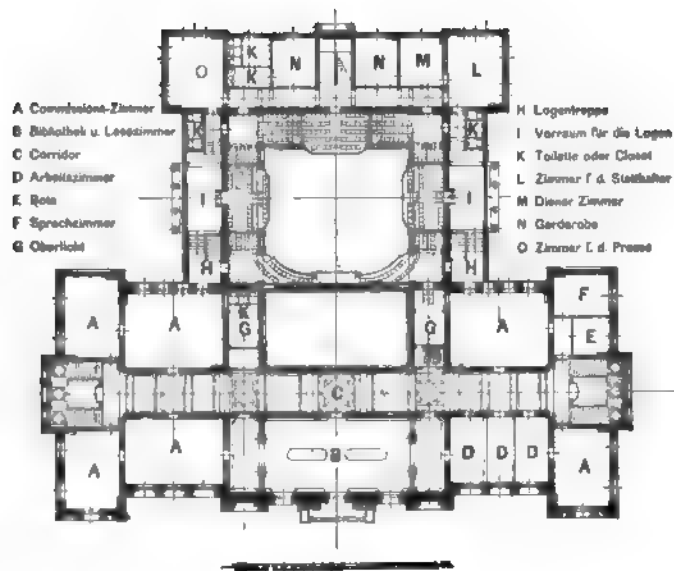 O K K N N M L
A Commissions-Zimmer
B Bibliothek u. Lesezimmer
C Corridor
D Arbeitszimmer
E Bote
F Sprechzimmer
G Oberlicht
H Logentreppe
I Vorraum für die Logen
K Toilette oder Closet
L Zimmer f. d. Statthalter
M Diener Zimmer
N Garderobe
O Zimmer f. d. Presse
K K
I I
H H
A A K G G A F E
C
A A B D D D A